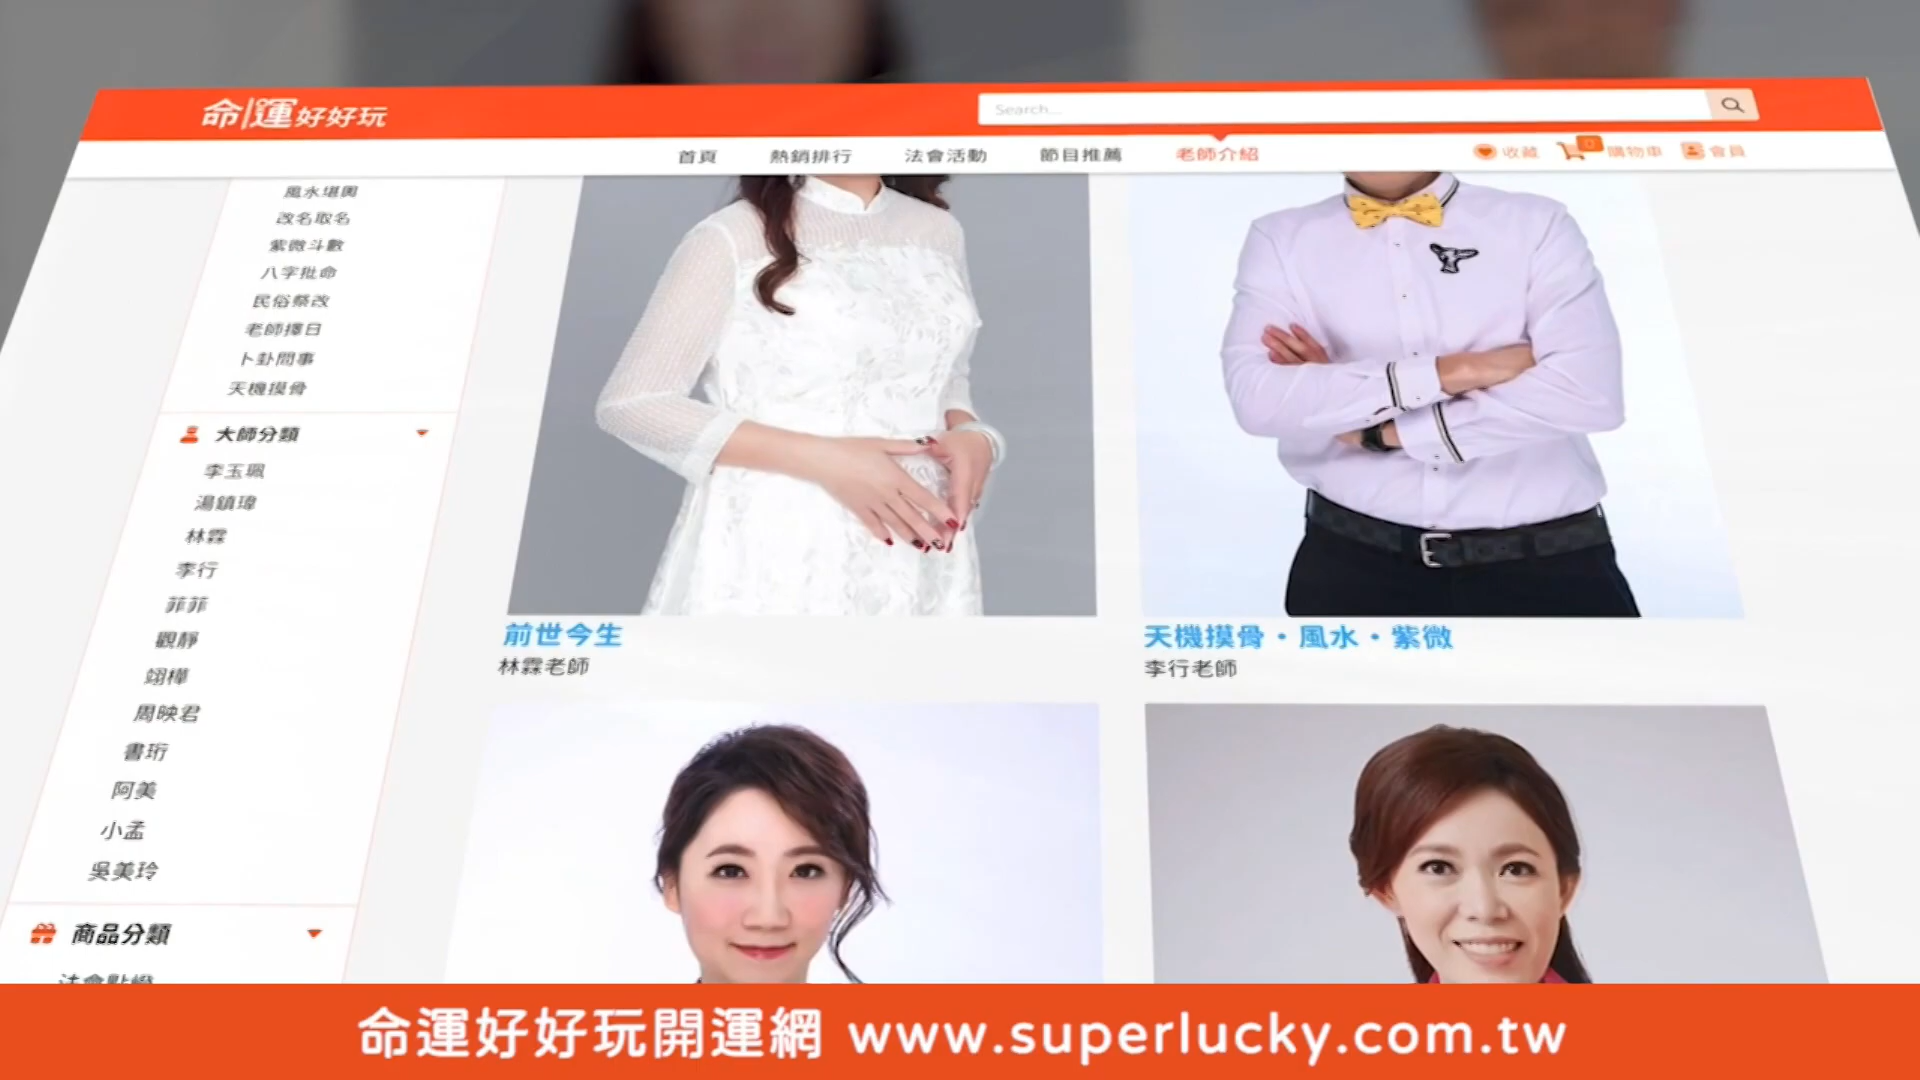 命運好好玩
Search...
首頁 熱銷排行 法會活動 節目推薦 老師介紹
收藏 0 購物車 會員
風水堪輿
改名取名
紫微斗數
八字批命
民俗祭改
老師擇日
卜卦問事
天機摸骨
大師分類
李玉珮
湯鎮瑋
林霖
李行
菲菲
觀靜
翊樺
周映君
書珩
阿美
小孟
吳美玲
商品分類
法會點燈
前世今生
林霖老師
天機摸骰・風水・紫微
李行老師
命運好好玩開運網 www.superlucky.com.tw